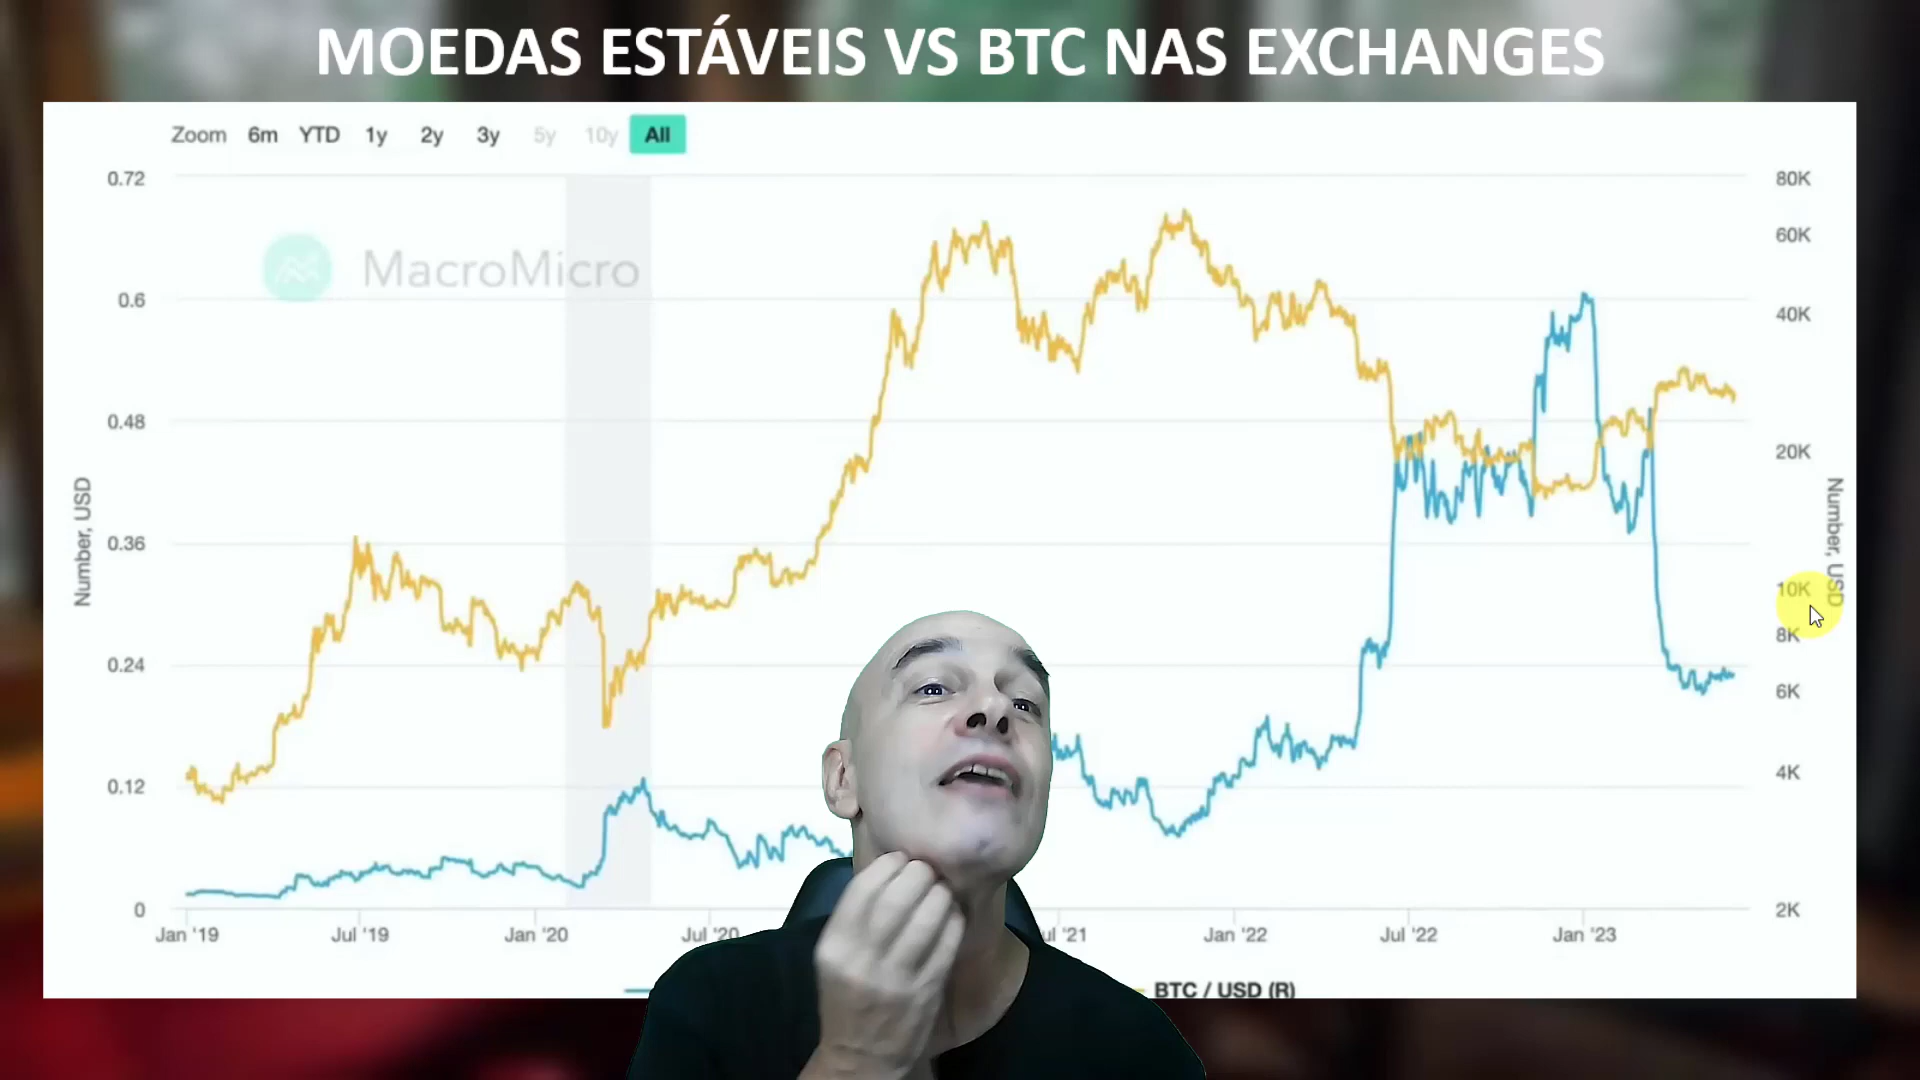 MOEDAS ESTÁVEIS VS BTC NAS EXCHANGES
Zoom 6m YTD 1y 2y 3y 5y 10y All
0.72
0.6
0.48
0.36
0.24
0.12
0
Number, USD
MacroMicro
80K
60K
40K
20K
10K
8K
6K
4K
2K
Number, USD
Jan '19 Jul '19 Jan '20 Jul '20 ul '21 Jan '22 Jul '22 Jan '23
BTC / USD (R)